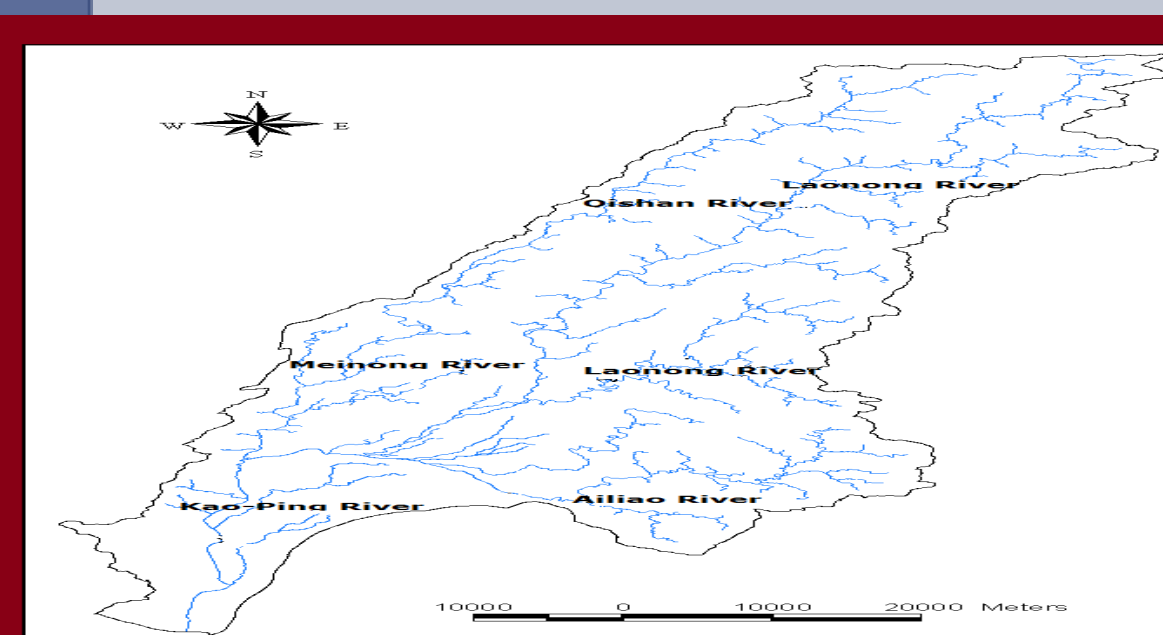 N
W E
S
Laonong River
Qishan River
Meinong River
Laonong River
Ailiao River
Kao-Ping River
10000 0 10000 20000 Meters